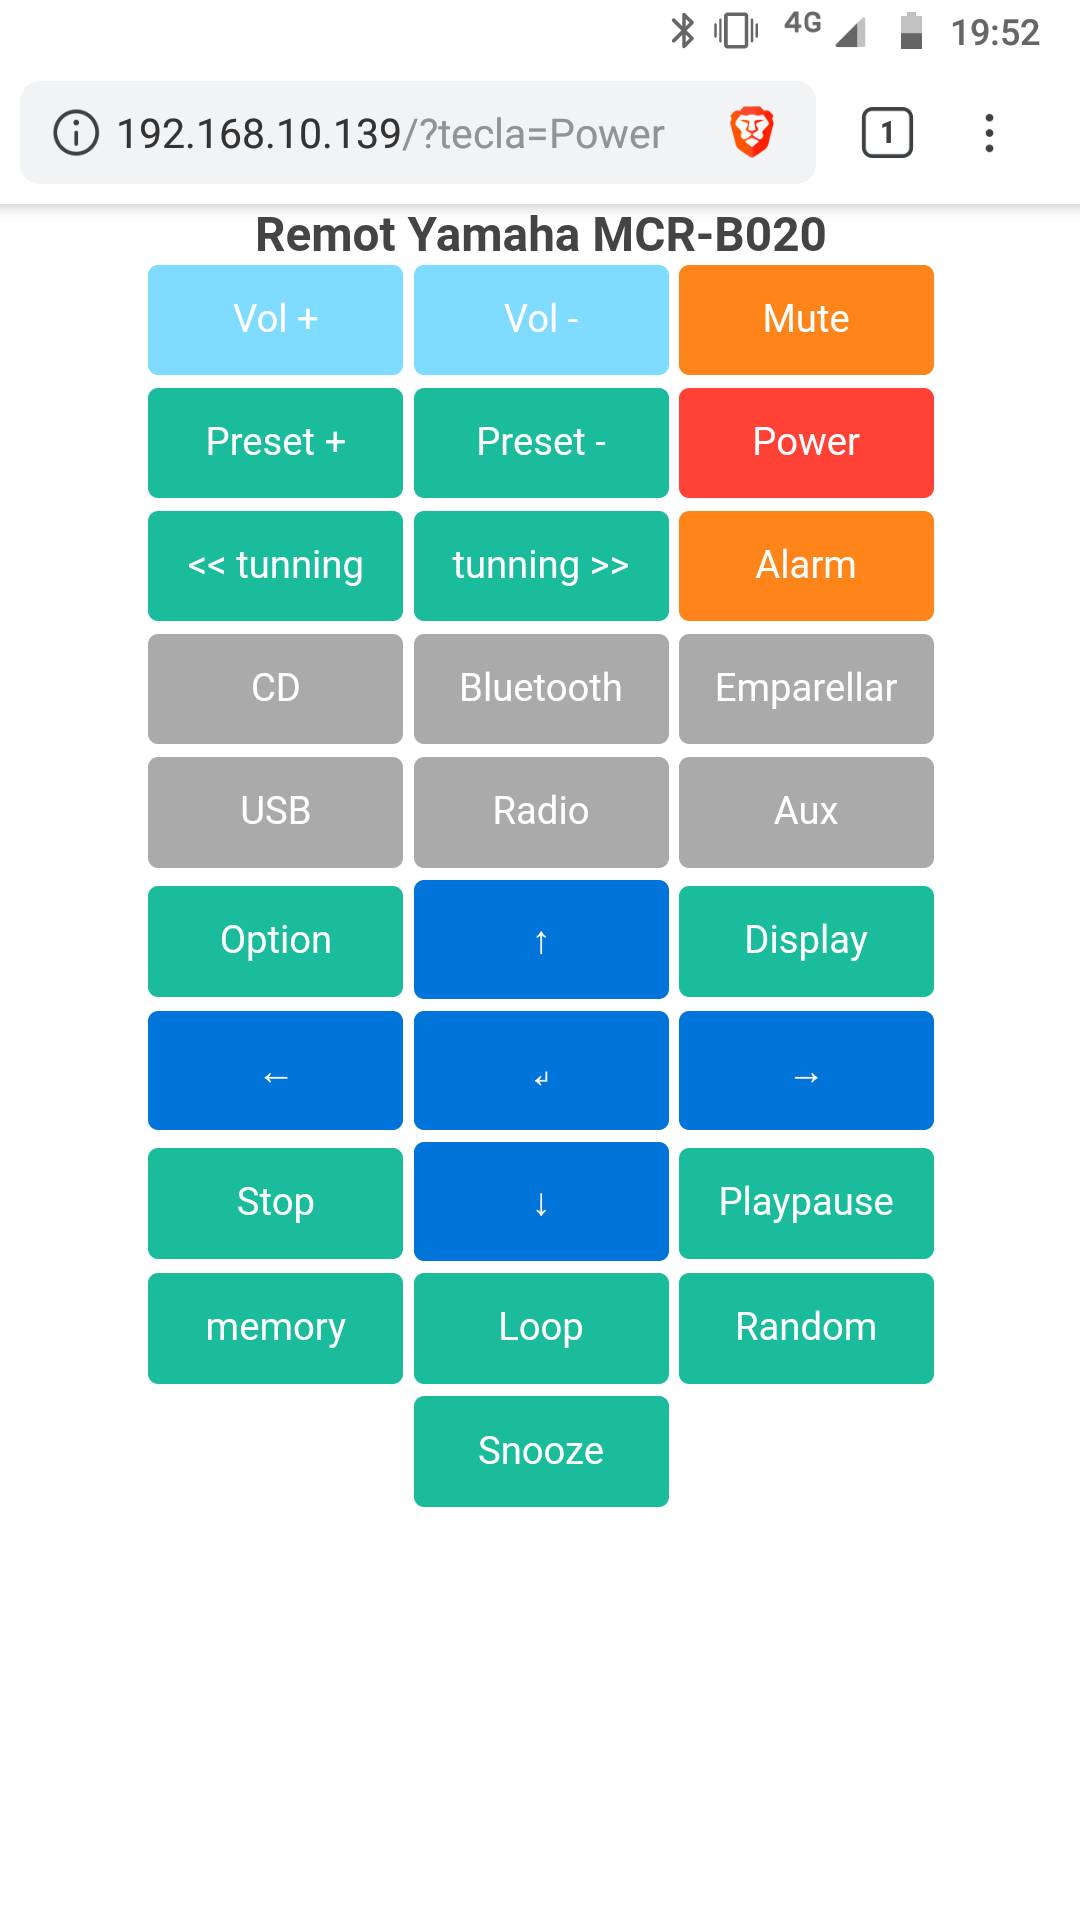 4G 19:52
192.168.10.139/?tecla=Power 1
Remot Yamaha MCR-B020
Vol + Vol - Mute
Preset + Preset - Power
<< tunning tunning >> Alarm
CD Bluetooth Emparellar
USB Radio Aux
Option ↑ Display
← ↲ →
Stop ↓ Playpause
memory Loop Random
Snooze